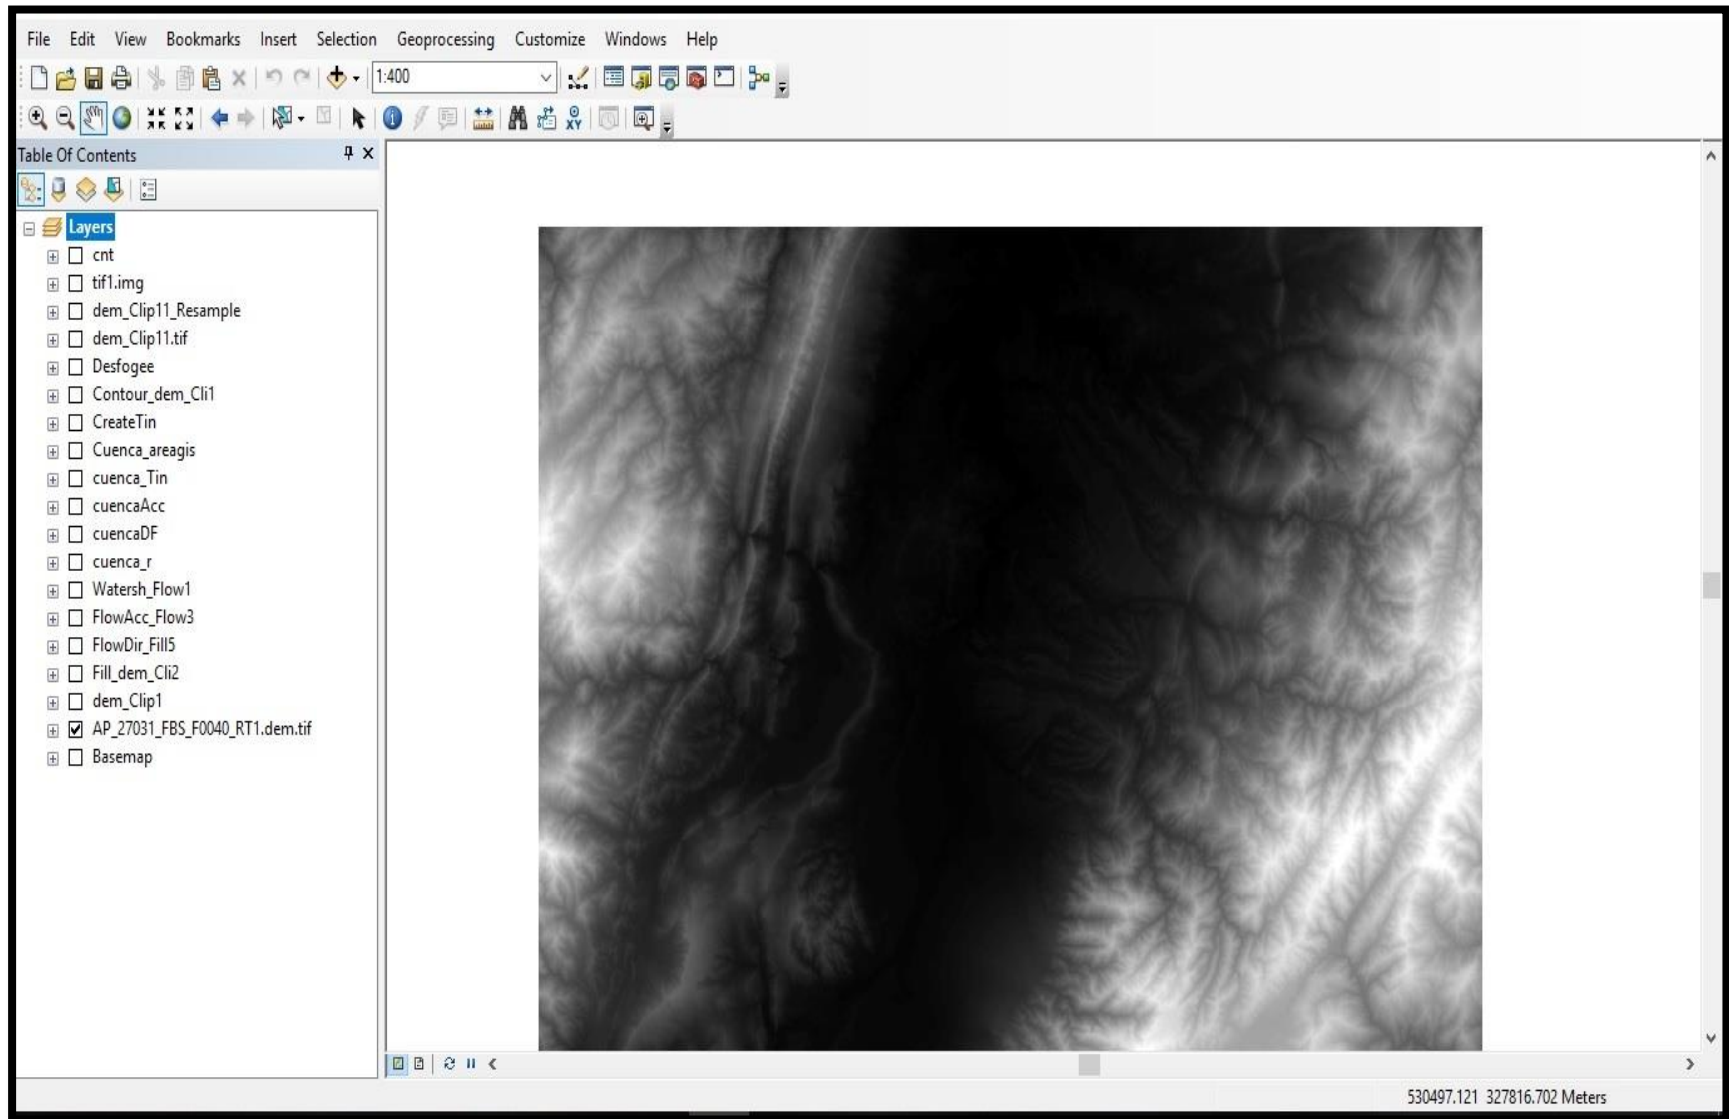 File Edit View Bookmarks Insert Selection Geoprocessing Customize Windows Help
1:400
XY
Table Of Contents
Layers
cnt
tif1.img
dem_Clip11_Resample
dem_Clip11.tif
Desfogee
Contour_dem_Cli1
CreateTin
Cuenca_areagis
cuenca_Tin
cuencaAcc
cuencaDF
cuenca_r
Watersh_Flow1
FlowAcc_Flow3
FlowDir_Fill5
Fill_dem_Cli2
dem_Clip1
AP_27031_FBS_F0040_RT1.dem.tif
Basemap
530497.121 327816.702 Meters